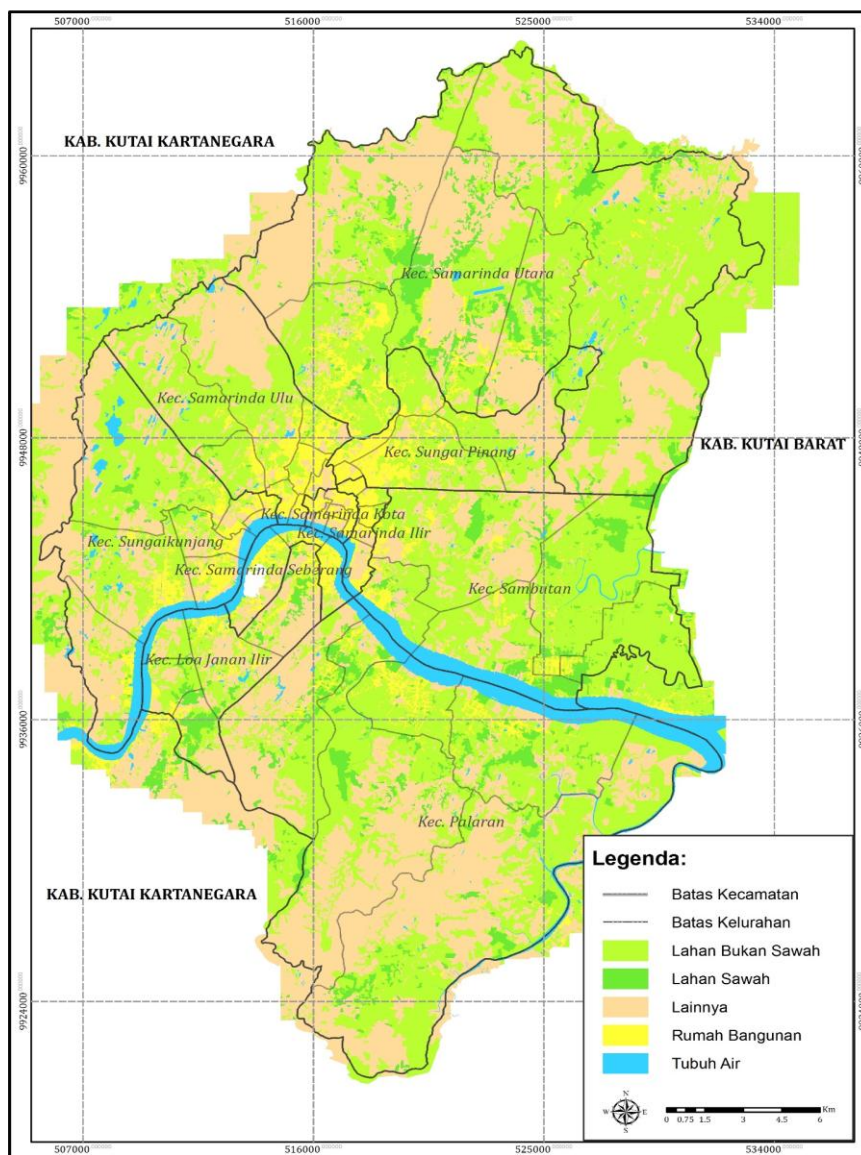 507000 516000 525000 534000
KAB. KUTAI KARTANEGARA
9960000
Kec. Samarinda Utara
Kec. Samarinda Ulu
9948000
Kec. Sungai Pinang
KAB. KUTAI BARAT
Kec. Samarinda Kota
Kec. Samarinda Ilir
Kec. Sungaikunjang
Kec. Samarinda Seberang
Kec. Sambutan
Kec. Loa Janan Ilir
9936000
Kec. Palaran
KAB. KUTAI KARTANEGARA
9924000
Legenda:
Batas Kecamatan
Batas Kelurahan
Lahan Bukan Sawah
Lahan Sawah
Lainnya
Rumah Bangunan
Tubuh Air
N
W E
S
0 0.75 1.5 3 4.5 6
Km
507000 516000 525000 534000